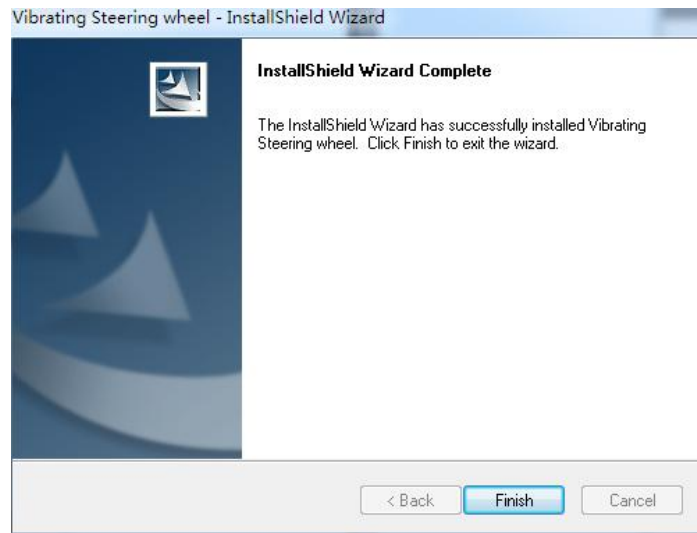 Vibrating Steering wheel - InstallShield Wizard
InstallShield Wizard Complete
The InstallShield Wizard has successfully installed Vibrating
Steering wheel. Click Finish to exit the wizard.
< Back Finish Cancel